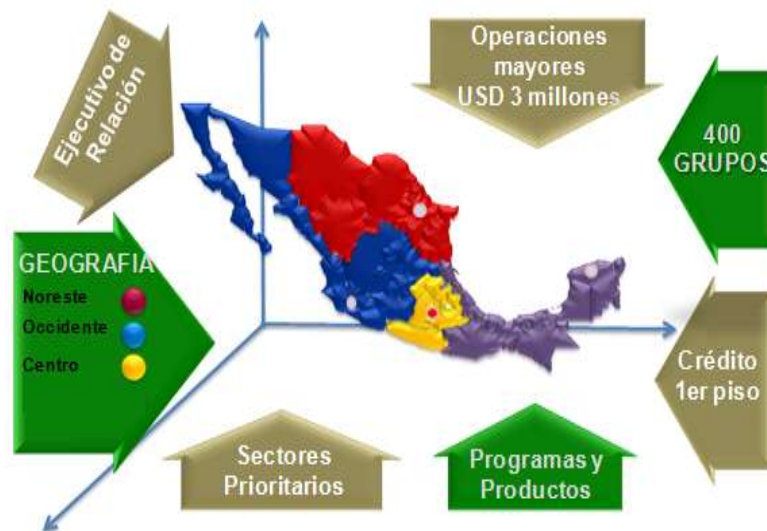 Ejecutivo de
Relación
Operaciones
mayores
USD 3 millones
400
GRUPOS
GEOGRAFIA
Noreste
Occidente
Centro
Crédito
1er piso
Sectores
Prioritarios
Programas y
Productos